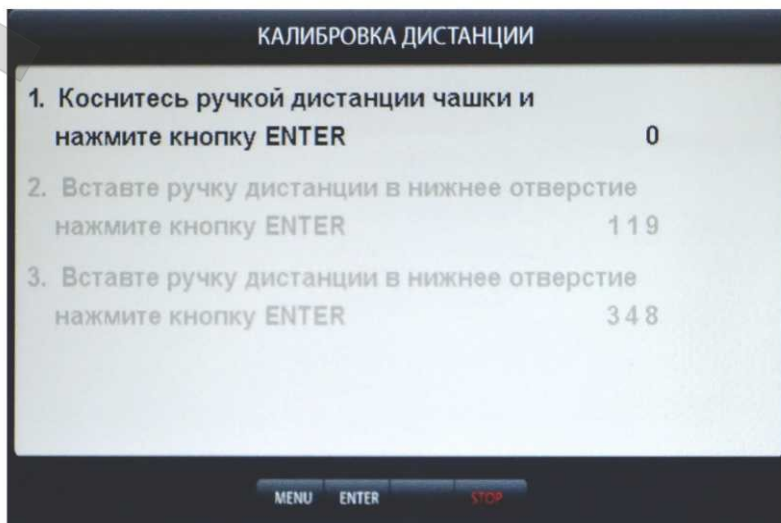 КАЛИБРОВКА ДИСТАНЦИИ
1. Коснитесь ручкой дистанции чашки и
нажмите кнопку ENTER 0
2. Вставте ручку дистанции в нижнее отверстие
нажмите кнопку ENTER 119
3. Вставте ручку дистанции в нижнее отверстие
нажмите кнопку ENTER 348
MENU ENTER STOP